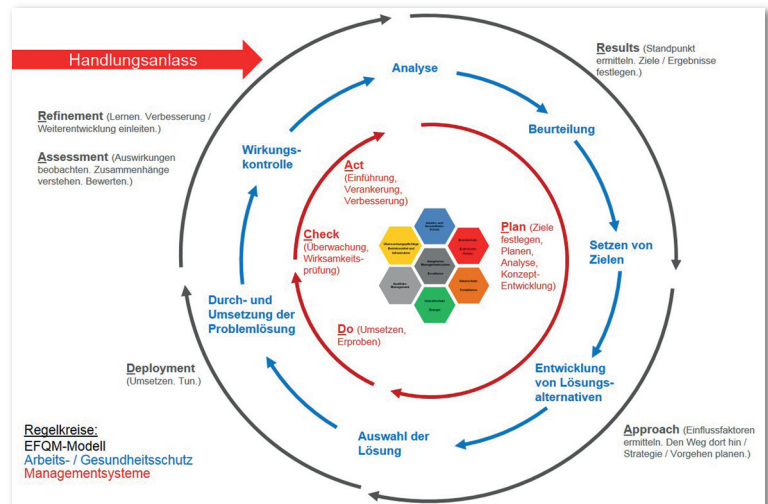 Handlungsanlass
Results (Standpunkt
ermitteln. Ziele / Ergebnisse
festlegen.)
Analyse
Refinement (Lernen. Verbesserung /
Weiterentwicklung einleiten.)
Assessment (Auswirkungen
beobachten. Zusammenhänge
verstehen. Bewerten.)
Beurteilung
Wirkungs-
kontrolle
Act
(Einführung,
Verankerung,
Verbesserung)
Check
(Überwachung,
Wirksamkeits-
prüfung)
Plan (Ziele
festlegen,
Planen,
Analyse,
Konzept-
Entwicklung)
Setzen von
Zielen
Durch- und
Umsetzung der
Problemlösung
Do (Umsetzen,
Erproben)
Deployment
(Umsetzen. Tun.)
Entwicklung
von Lösungs-
alternativen
Auswahl der
Lösung
Approach (Einflussfaktoren
ermitteln. Den Weg dort hin /
Strategie / Vorgehen planen.)
Regelkreise:
EFQM-Modell
Arbeits- / Gesundheitsschutz
Managementsysteme